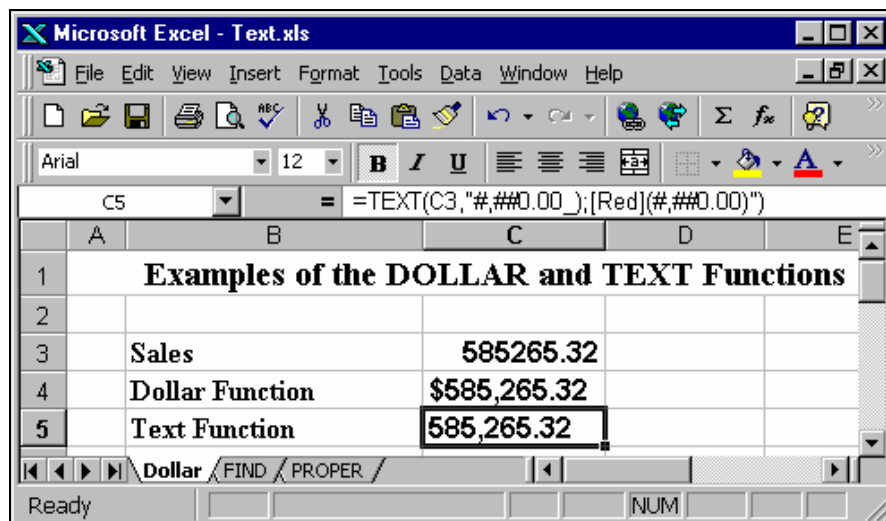 Microsoft Excel - Text.xls
File Edit View Insert Format Tools Data Window Help
ABC Σ fx ?
Arial 12 B I U a A
C5 = =TEXT(C3,"#,##0.00_);[Red](#,##0.00)")
A B C D E
1 Examples of the DOLLAR and TEXT Functions
2
3 Sales 585265.32
4 Dollar Function $585,265.32
5 Text Function 585,265.32
Dollar FIND PROPER
Ready NUM